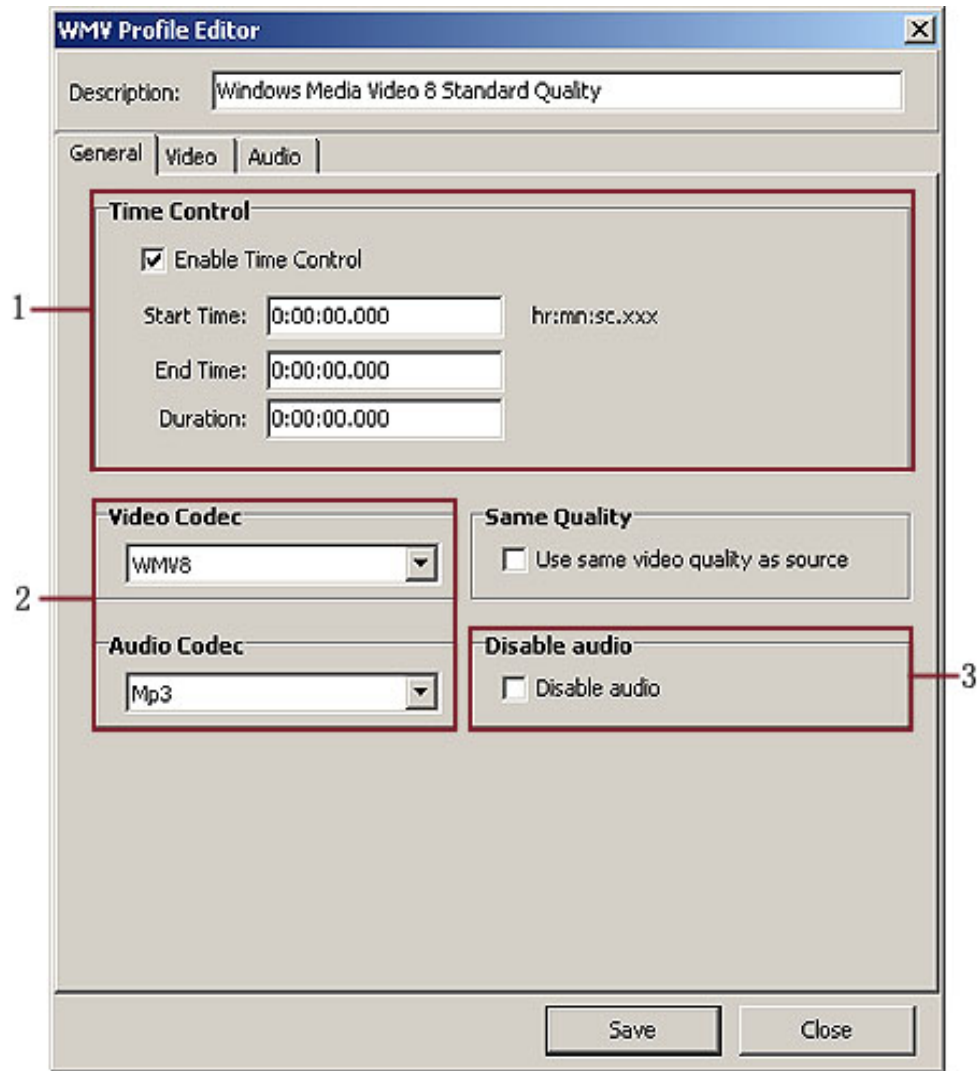 WMV Profile Editor
Description: Windows Media Video 8 Standard Quality
General Video Audio
Time Control
Enable Time Control
1
Start Time: 0:00:00.000 hr:mn:sc.xxx
End Time: 0:00:00.000
Duration: 0:00:00.000
Video Codec Same Quality
WMV8 Use same video quality as source
2
Audio Codec Disable audio
Mp3 Disable audio
3
Save Close